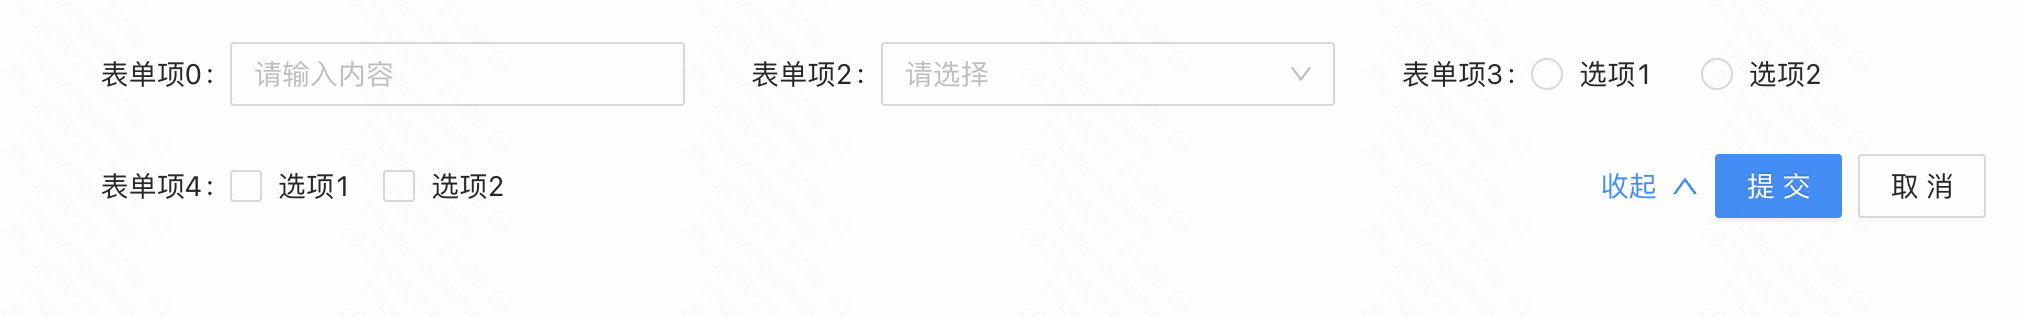 表单项0: 请输入内容 表单项2: 请选择 表单项3: 选项1 选项2
表单项4: 选项1 选项2 收起 提 交 取 消